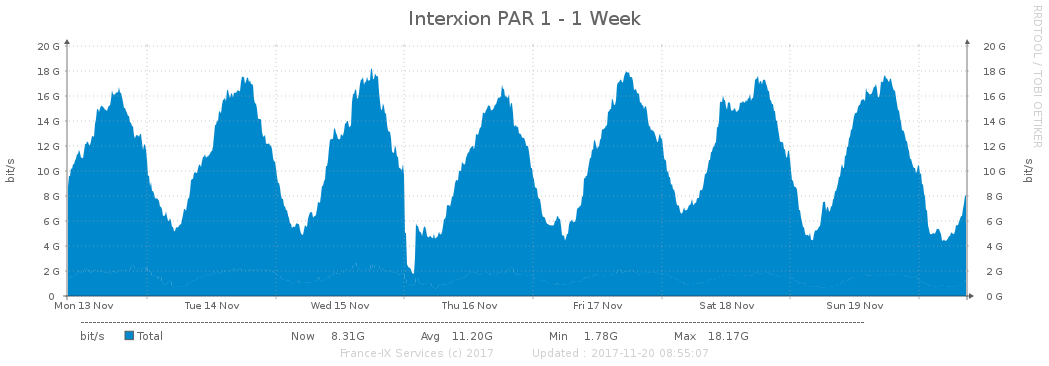 Interxion PAR 1 - 1 Week
RRDTOOL / TOBI OETIKER
bit/s
20 G 20 G
18 G 18 G
16 G 16 G
14 G 14 G
12 G 12 G
10 G 10 G
8 G 8 G
6 G 6 G
4 G 4 G
2 G 2 G
0 0 G
bit/s
Mon 13 Nov Tue 14 Nov Wed 15 Nov Thu 16 Nov Fri 17 Nov Sat 18 Nov Sun 19 Nov
bit/s Total Now 8.31G Avg 11.20G Min 1.78G Max 18.17G
France-IX Services (c) 2017 Updated : 2017-11-20 08:55:07